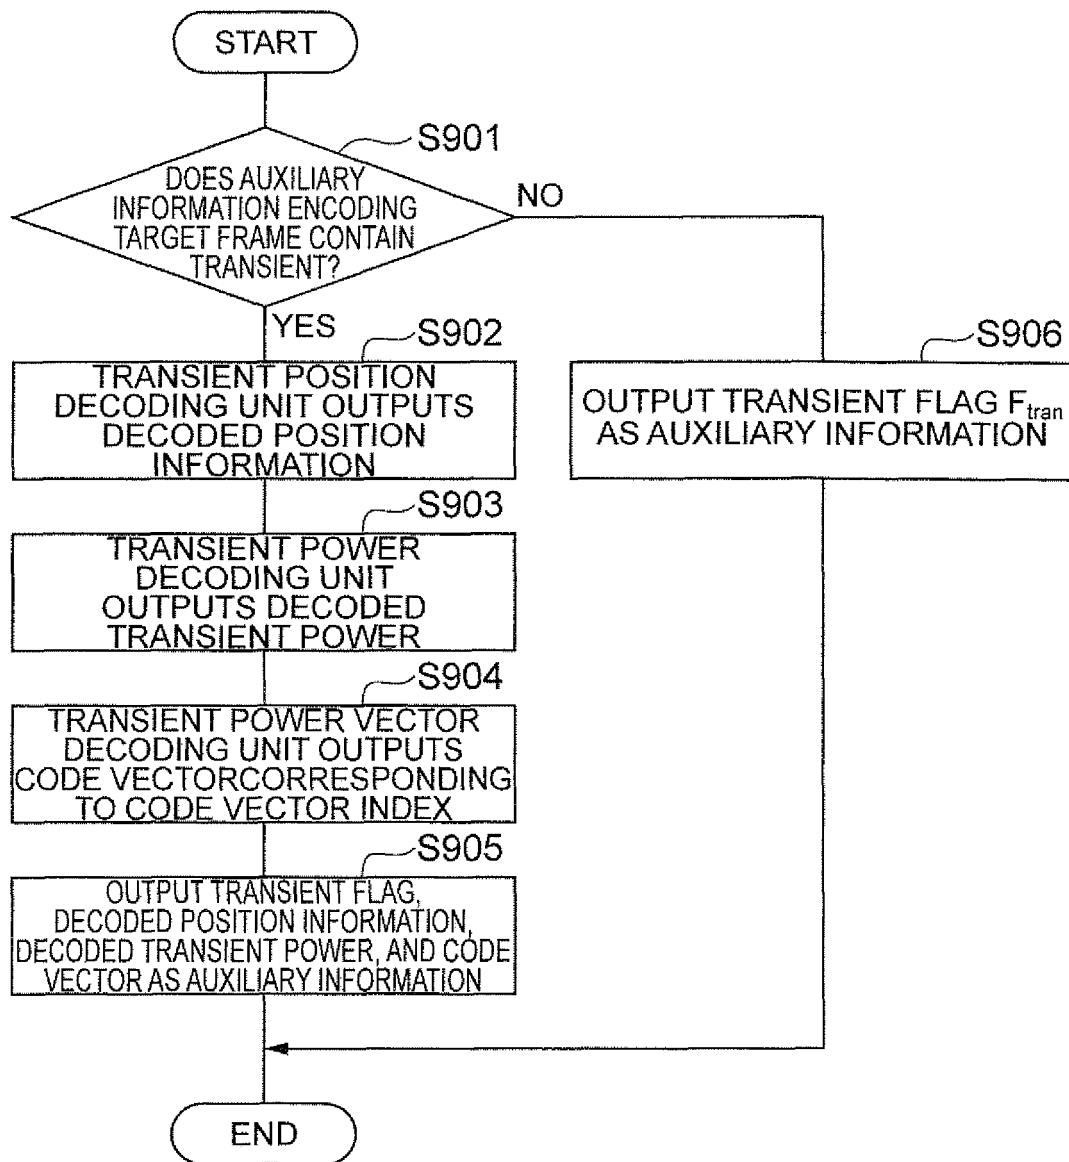 START
S901
DOES AUXILIARY
INFORMATION ENCODING
TARGET FRAME CONTAIN
TRANSIENT?
NO
YES
S902
TRANSIENT POSITION
DECODING UNIT OUTPUTS
DECODED POSITION
INFORMATION
S906
OUTPUT TRANSIENT FLAG Ftran
AS AUXILIARY INFORMATION
S903
TRANSIENT POWER
DECODING UNIT
OUTPUTS DECODED
TRANSIENT POWER
S904
TRANSIENT POWER VECTOR
DECODING UNIT OUTPUTS
CODE VECTORCORRESPONDING
TO CODE VECTOR INDEX
S905
OUTPUT TRANSIENT FLAG,
DECODED POSITION INFORMATION,
DECODED TRANSIENT POWER, AND CODE
VECTOR AS AUXILIARY INFORMATION
END